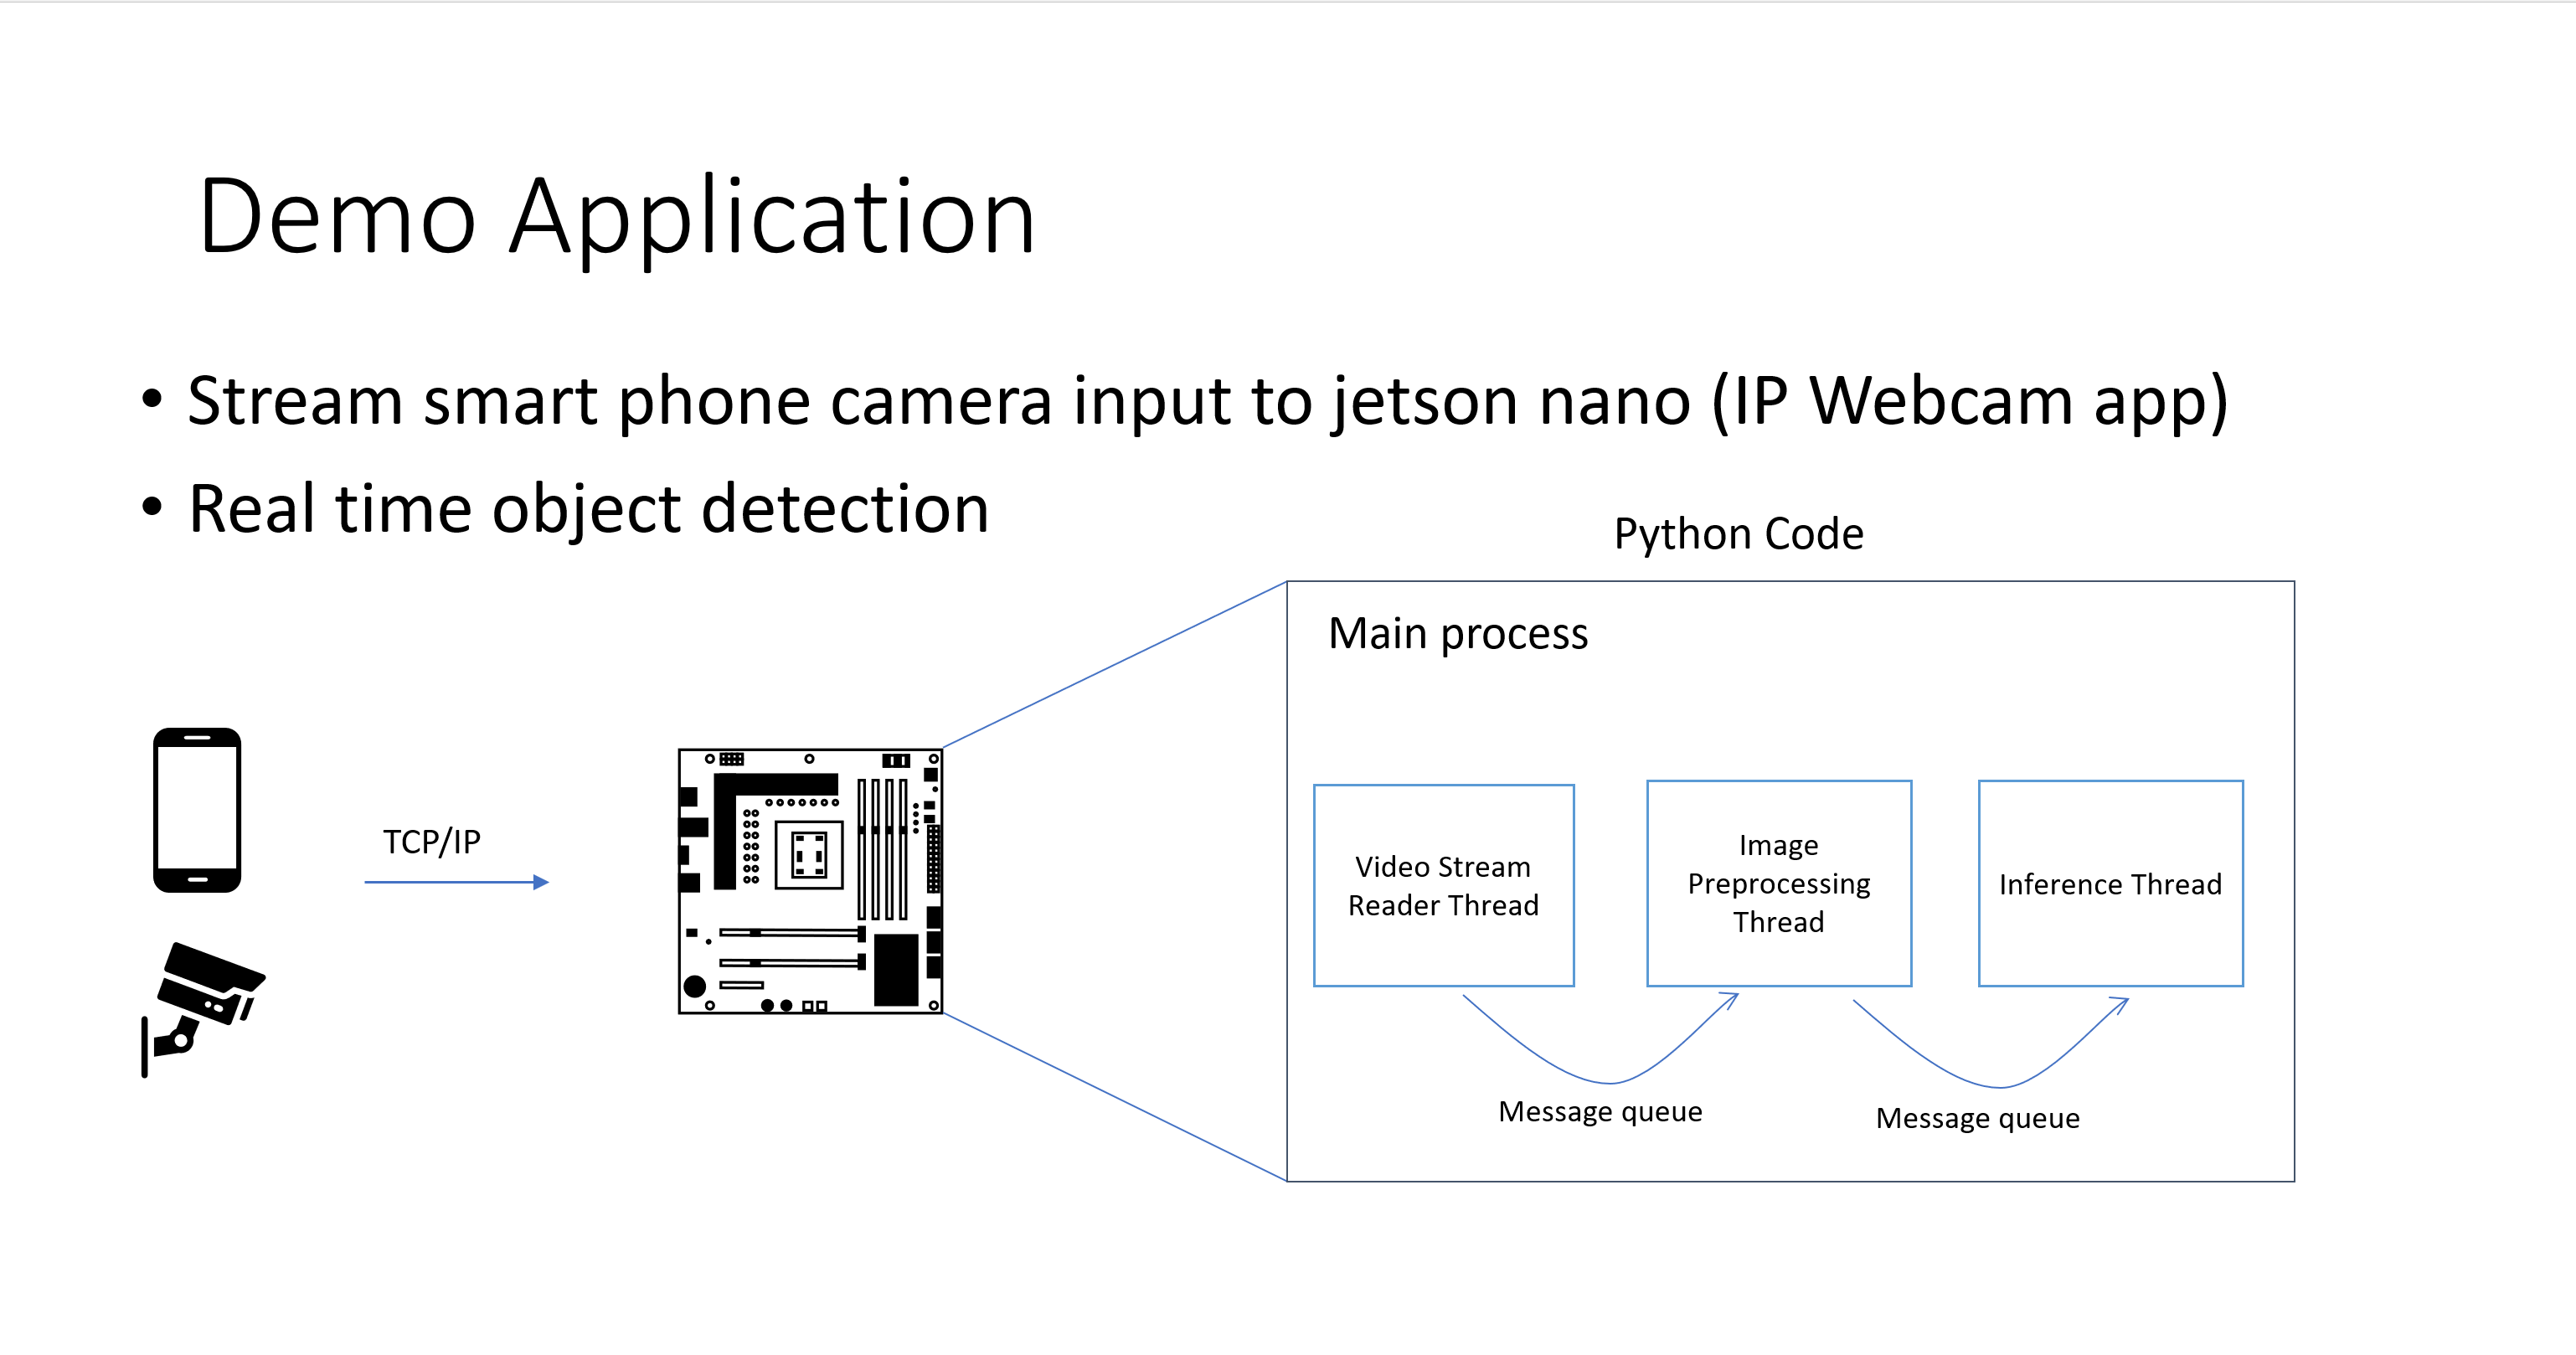 Demo Application
• Stream smart phone camera input to jetson nano (IP Webcam app)
• Real time object detection
Python Code
Main process
TCP/IP
Video Stream
Reader Thread
Image
Preprocessing
Thread
Inference Thread
Message queue
Message queue